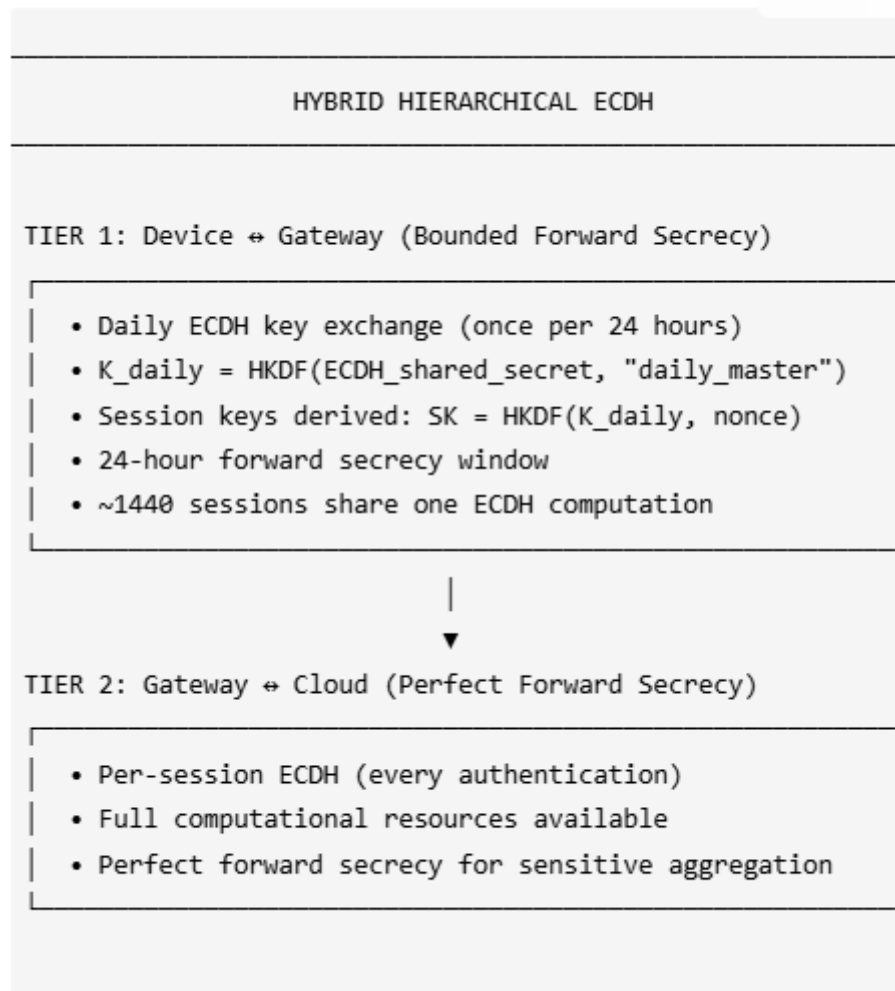 HYBRID HIERARCHICAL ECDH
TIER 1: Device ↔ Gateway (Bounded Forward Secrecy)
• Daily ECDH key exchange (once per 24 hours)
• K_daily = HKDF(ECDH_shared_secret, "daily_master")
• Session keys derived: SK = HKDF(K_daily, nonce)
• 24-hour forward secrecy window
• ~1440 sessions share one ECDH computation
TIER 2: Gateway ↔ Cloud (Perfect Forward Secrecy)
• Per-session ECDH (every authentication)
• Full computational resources available
• Perfect forward secrecy for sensitive aggregation